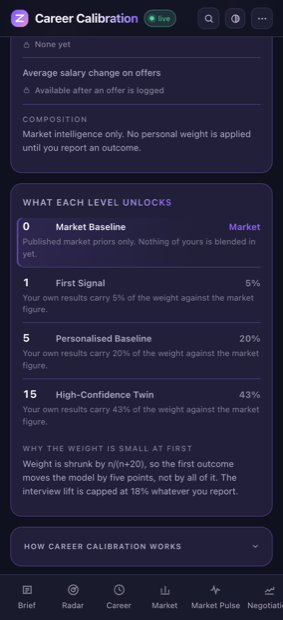 Z Career Calibration live
None yet
Average salary change on offers
Available after an offer is logged
COMPOSITION
Market intelligence only. No personal weight is applied
until you report an outcome.
WHAT EACH LEVEL UNLOCKS
0 Market Baseline Market
Published market priors only. Nothing of yours is blended in
yet.
1 First Signal 5%
Your own results carry 5% of the weight against the market
figure.
5 Personalised Baseline 20%
Your own results carry 20% of the weight against the market
figure.
15 High-Confidence Twin 43%
Your own results carry 43% of the weight against the market
figure.
WHY THE WEIGHT IS SMALL AT FIRST
Weight is shrunk by n/(n+20), so the first outcome
moves the model by five points, not by all of it. The
interview lift is capped at 18% whatever you report.
HOW CAREER CALIBRATION WORKS
Brief Radar Career Market Market Pulse Negotiati